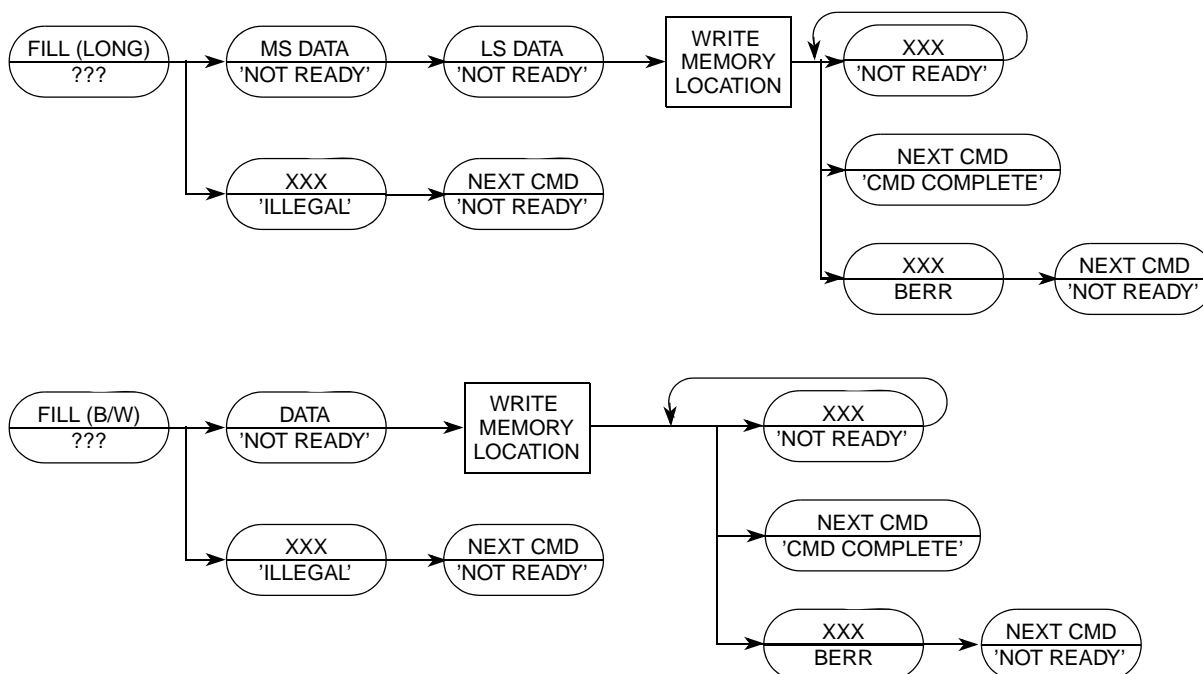 FILL (LONG)
???
MS DATA
'NOT READY'
LS DATA
'NOT READY'
WRITE
MEMORY
LOCATION
XXX
'NOT READY'
XXX
'ILLEGAL'
NEXT CMD
'NOT READY'
NEXT CMD
'CMD COMPLETE'
XXX
BERR
NEXT CMD
'NOT READY'
FILL (B/W)
???
DATA
'NOT READY'
WRITE
MEMORY
LOCATION
XXX
'NOT READY'
XXX
'ILLEGAL'
NEXT CMD
'NOT READY'
NEXT CMD
'CMD COMPLETE'
XXX
BERR
NEXT CMD
'NOT READY'